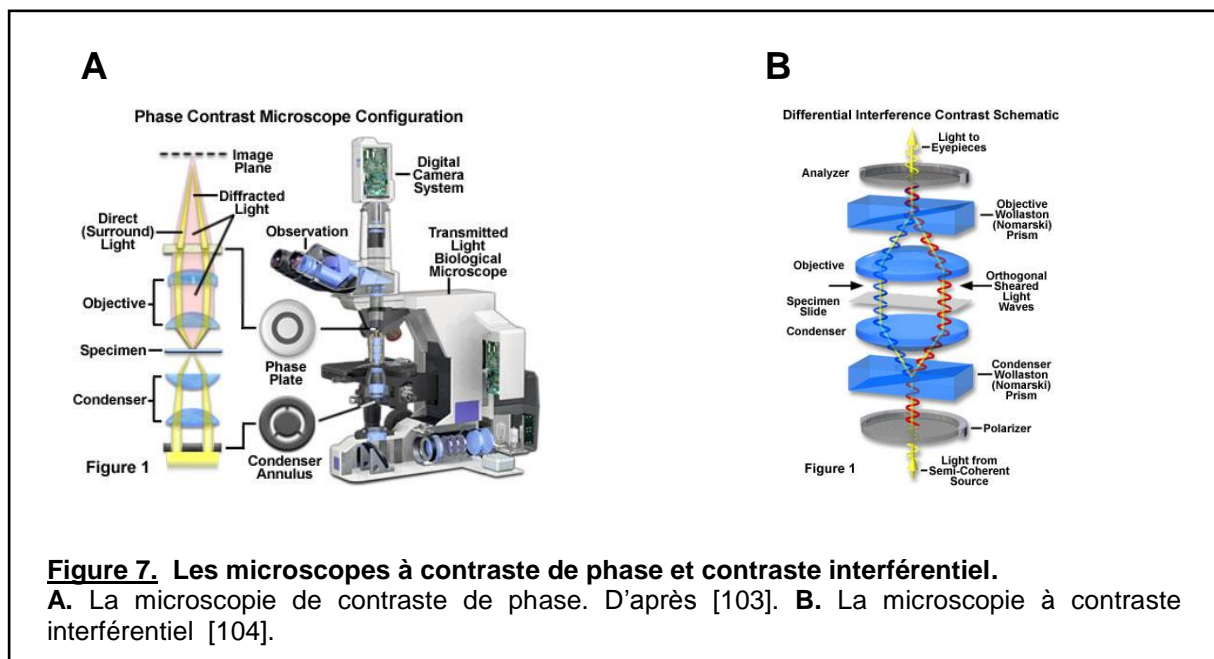 A
Phase Contrast Microscope Configuration
Image
Plane
Diffracted
Light
Direct
(Surround)
Light
Objective
Specimen
Condenser
Figure 1
Observation
Digital
Camera
System
Transmitted
Light
Biological
Microscope
Phase
Plate
Condenser
Annulus
B
Differential Interference Contrast Schematic
Light to
Eyepieces
Analyzer
Objective
Wollaston
(Nomarski)
Prism
Objective
Orthogonal
Sheared
Light
Waves
Specimen
Slide
Condenser
Condenser
Wollaston
(Nomarski)
Prism
Polarizer
Figure 1
Light from
Semi-Coherent
Source
Figure 7. Les microscopes à contraste de phase et contraste interférentiel.
A. La microscopie de contraste de phase. D'après [103]. B. La microscopie à contraste
interférentiel [104].